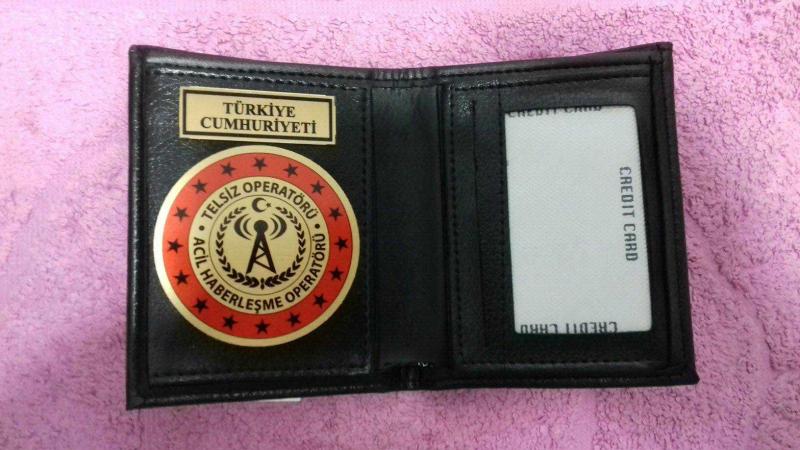 TÜRKİYE
CUMHURİYETİ
• TELSİZ OPERATÖRÜ •
ACİL HABERLEŞME OPERATÖRÜ
CREDIT CARD
CREDIT CARD
CREDIT CARD